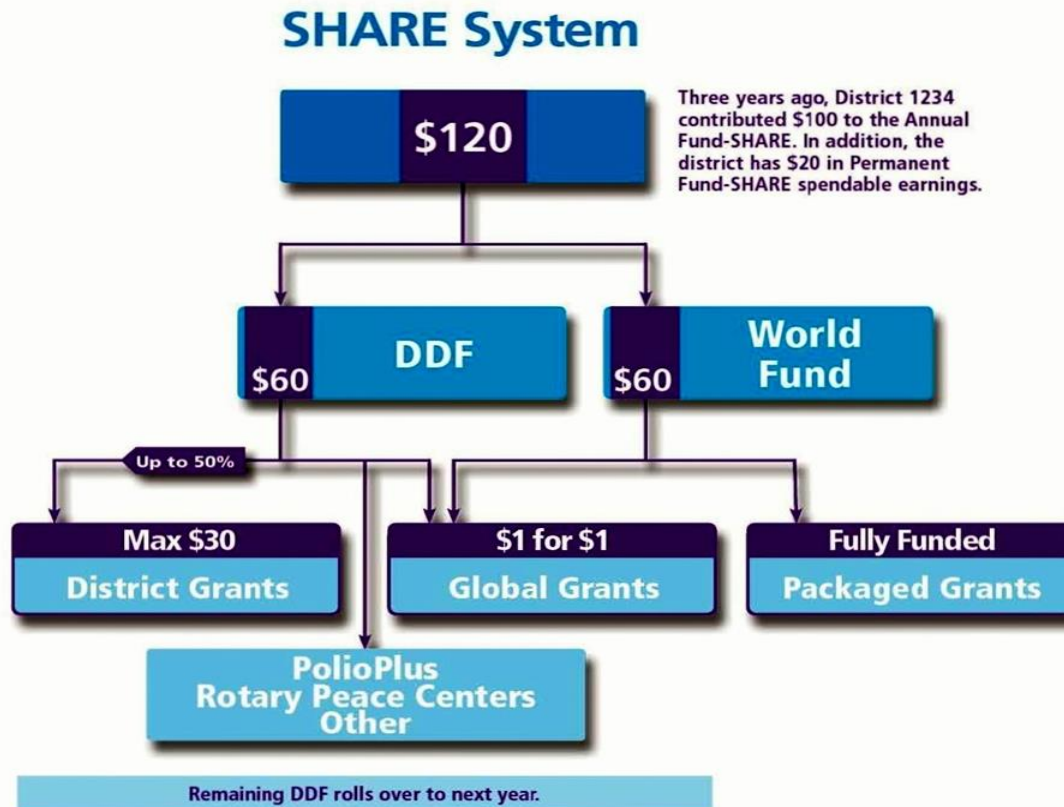 SHARE System
$120
Three years ago, District 1234
contributed $100 to the Annual
Fund-SHARE. In addition, the
district has $20 in Permanent
Fund-SHARE spendable earnings.
$60
DDF
$60
World
Fund
Up to 50%
Max $30
District Grants
$1 for $1
Global Grants
Fully Funded
Packaged Grants
PolioPlus
Rotary Peace Centers
Other
Remaining DDF rolls over to next year.